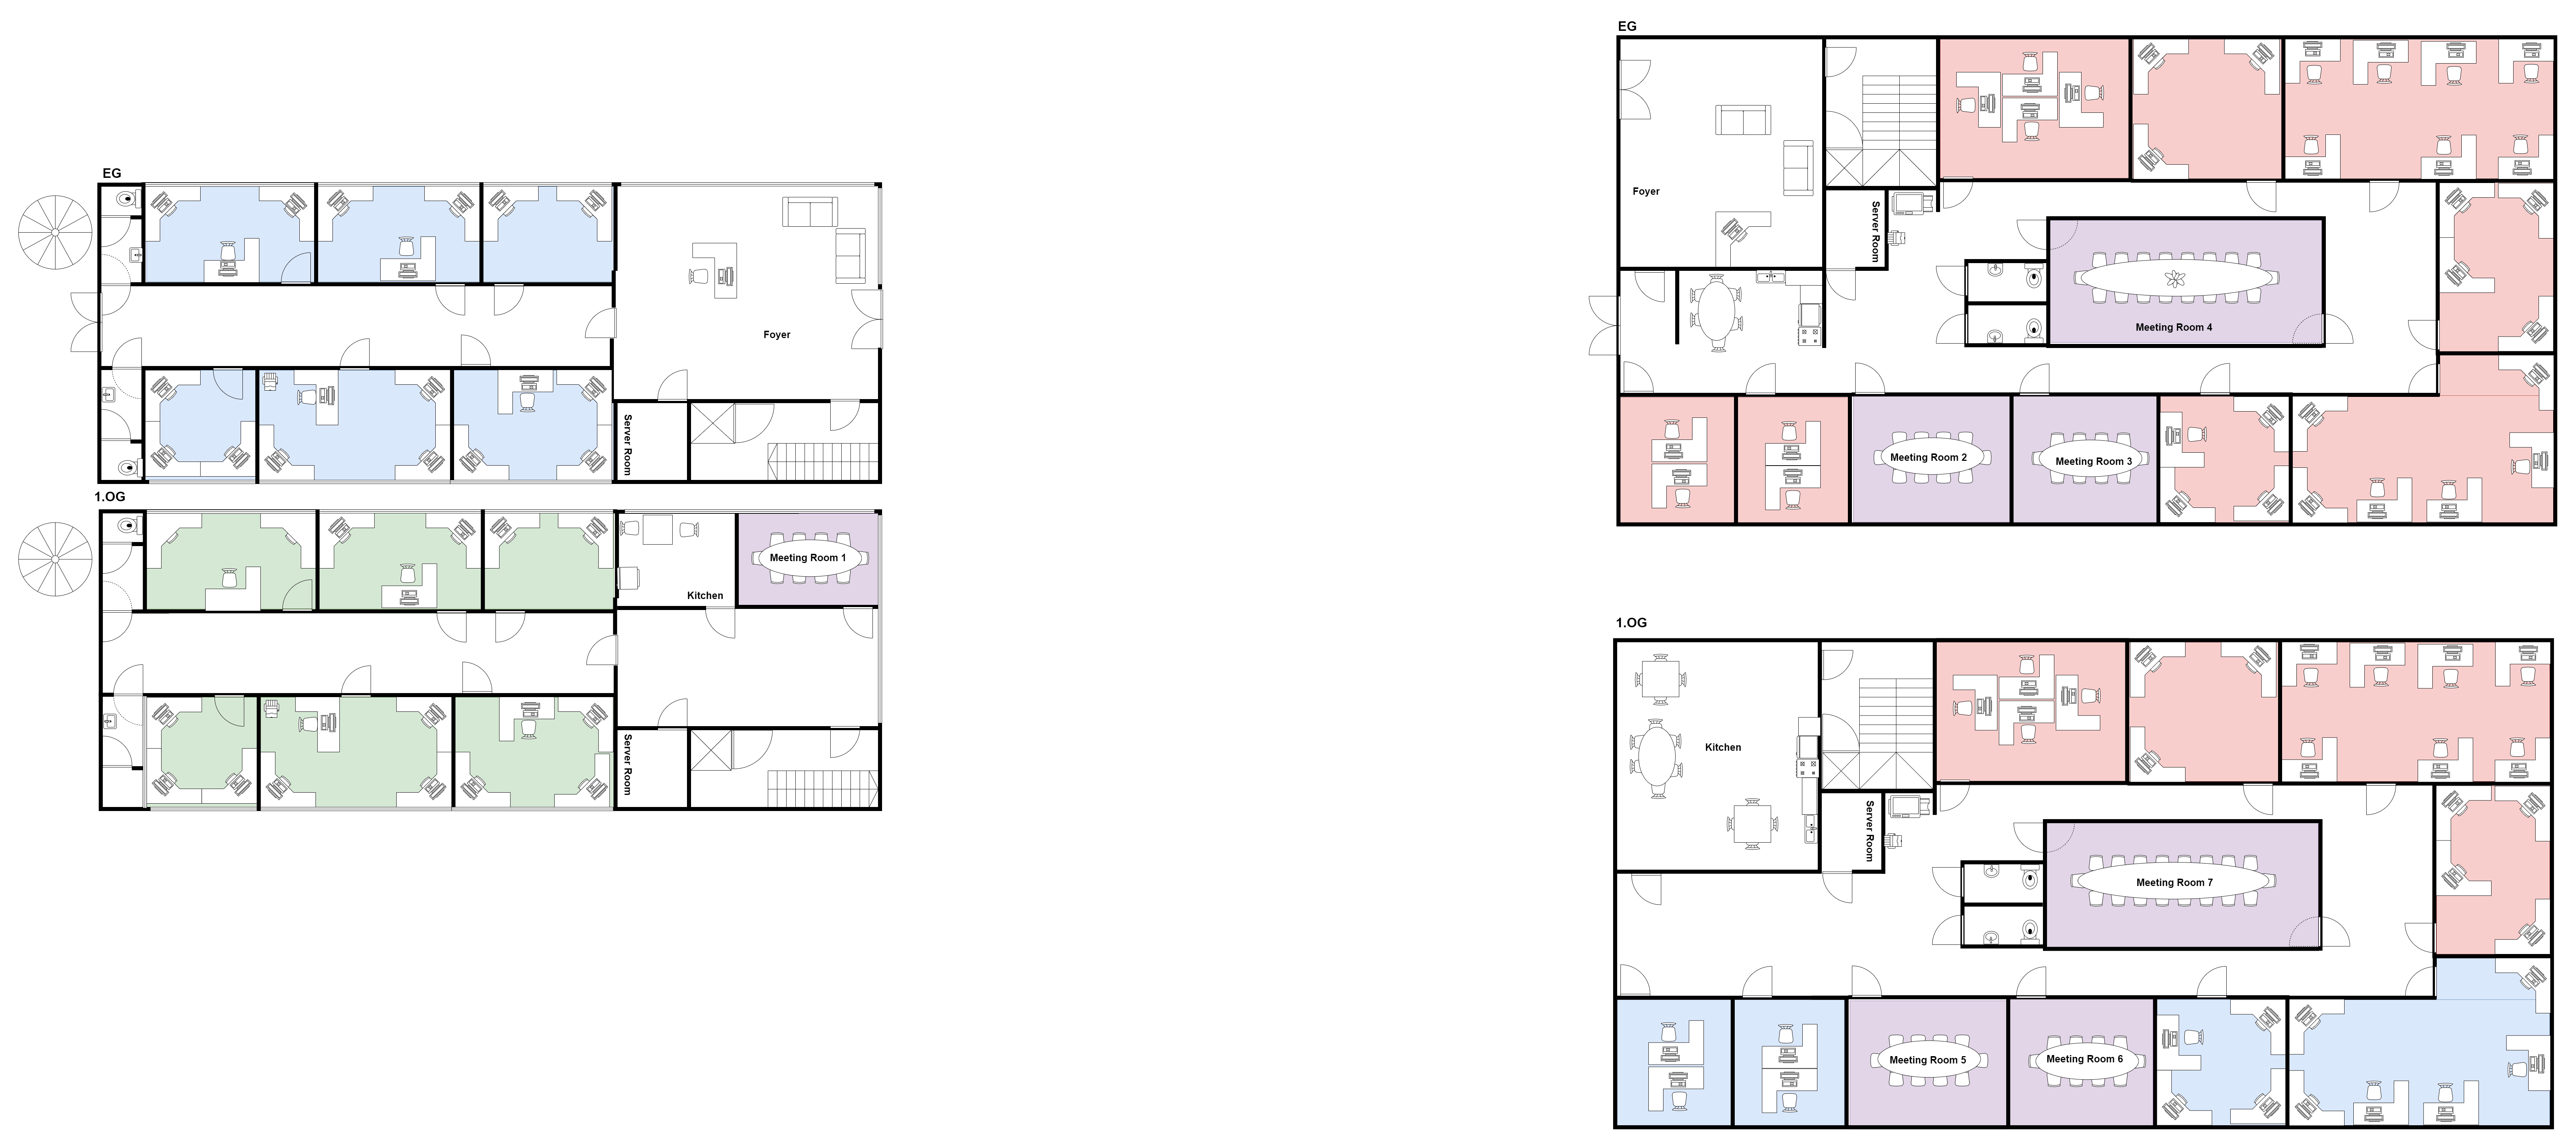 EG
Foyer
Server Room
1.OG
Meeting Room 1
Kitchen
Server Room
EG
Foyer
Server Room
Meeting Room 4
Meeting Room 2
Meeting Room 3
1.OG
Kitchen
Server Room
Meeting Room 7
Meeting Room 5
Meeting Room 6